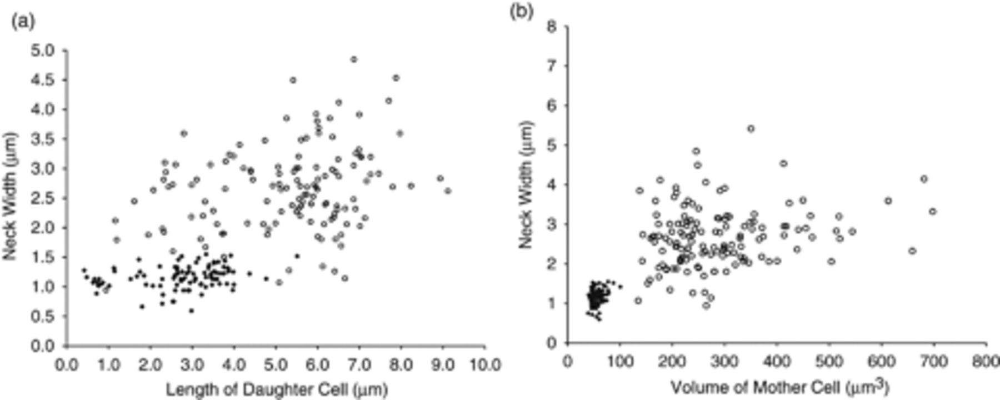 (a)
5.0
4.5
4.0
3.5
3.0
2.5
2.0
1.5
1.0
0.5
0.0
Neck Width (μm)
0.0 1.0 2.0 3.0 4.0 5.0 6.0 7.0 8.0 9.0 10.0
Length of Daughter Cell (μm)
(b)
8
7
6
5
4
3
2
1
0
Neck Width (μm)
0 100 200 300 400 500 600 700 800
Volume of Mother Cell (μm³)